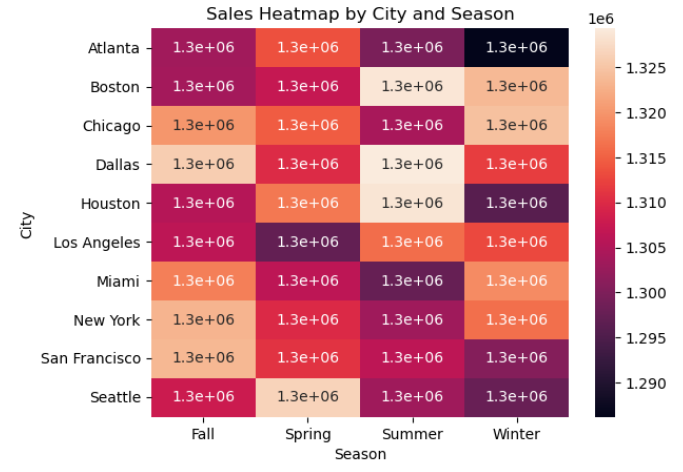 Sales Heatmap by City and Season
1e6
Atlanta 1.3e+06 1.3e+06 1.3e+06 1.3e+06
1.325
Boston 1.3e+06 1.3e+06 1.3e+06 1.3e+06
1.320
Chicago 1.3e+06 1.3e+06 1.3e+06 1.3e+06
1.315
Dallas 1.3e+06 1.3e+06 1.3e+06 1.3e+06
1.310
Houston 1.3e+06 1.3e+06 1.3e+06 1.3e+06
City
1.305
Los Angeles 1.3e+06 1.3e+06 1.3e+06 1.3e+06
Miami 1.3e+06 1.3e+06 1.3e+06 1.3e+06
1.300
New York 1.3e+06 1.3e+06 1.3e+06 1.3e+06
1.295
San Francisco 1.3e+06 1.3e+06 1.3e+06 1.3e+06
1.290
Seattle 1.3e+06 1.3e+06 1.3e+06 1.3e+06
Fall Spring Summer Winter
Season